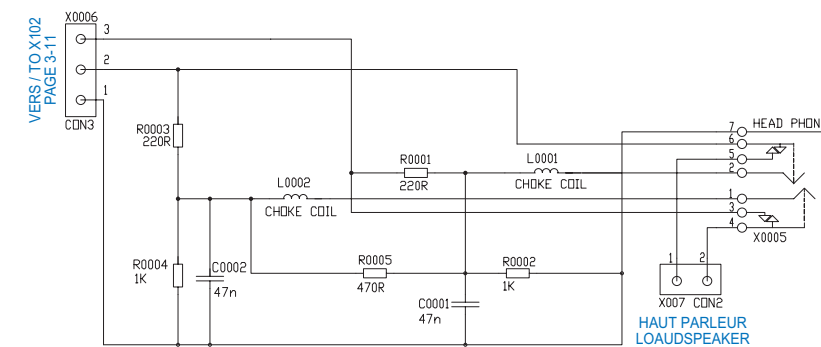 X0006
VERS / TO X102
PAGE 3-11
3
2
1
CON3
R0003
220R
R0001
220R
L0001
CHOKE COIL
L0002
CHOKE COIL
R0004
1K
C0002
47n
R0005
470R
R0002
1K
C0001
47n
7
HEAD PHON
6
5
2
1
3
4
X0005
1
2
X007
CON2
HAUT PARLEUR
LOAUDSPEAKER